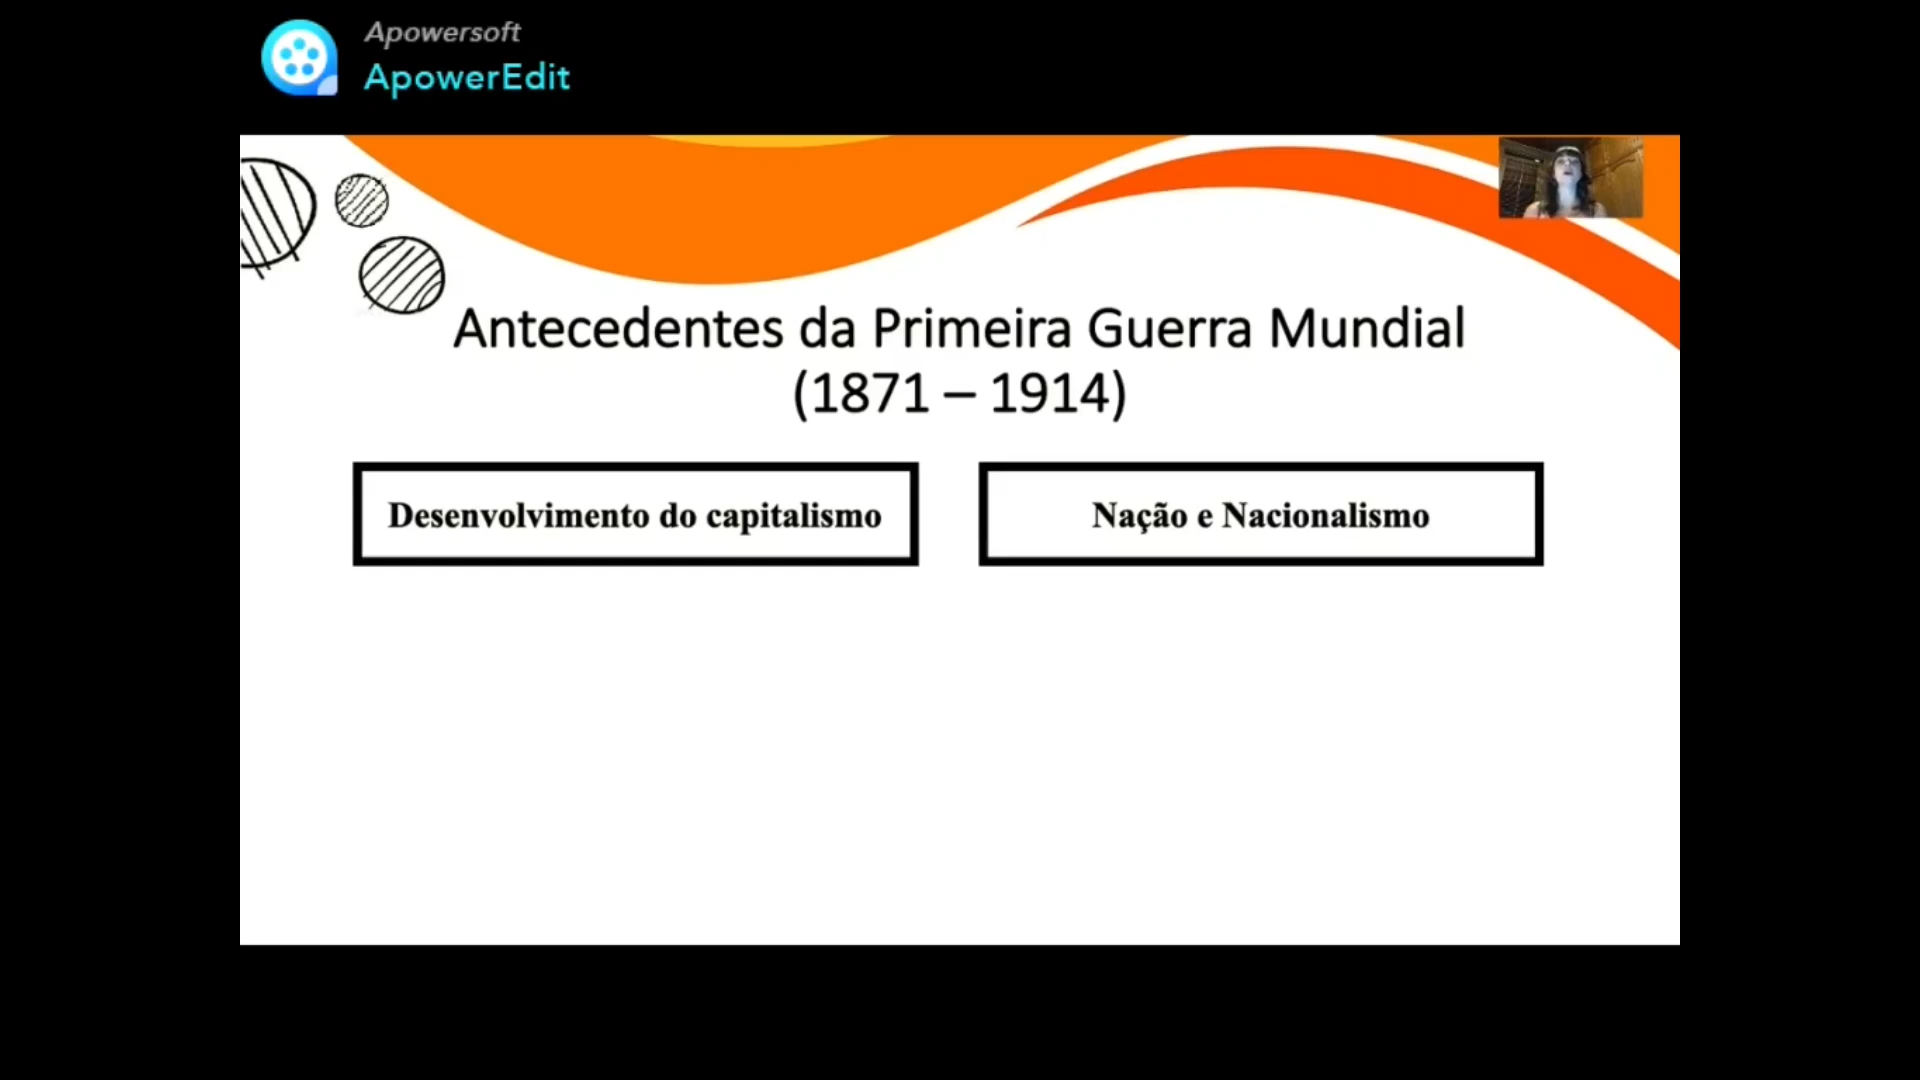 Apowersoft
ApowerEdit
Antecedentes da Primeira Guerra Mundial
(1871 – 1914)
Desenvolvimento do capitalismo
Nação e Nacionalismo